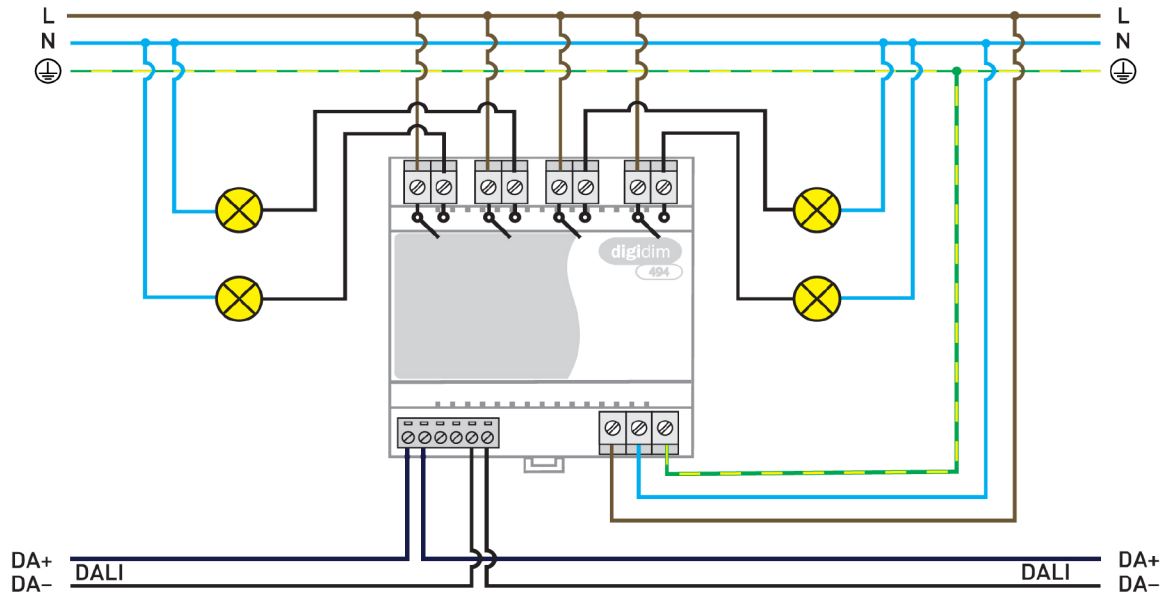 L L
N N
digidim
494
DA+ DA+
DALI DALI
DA− DA−